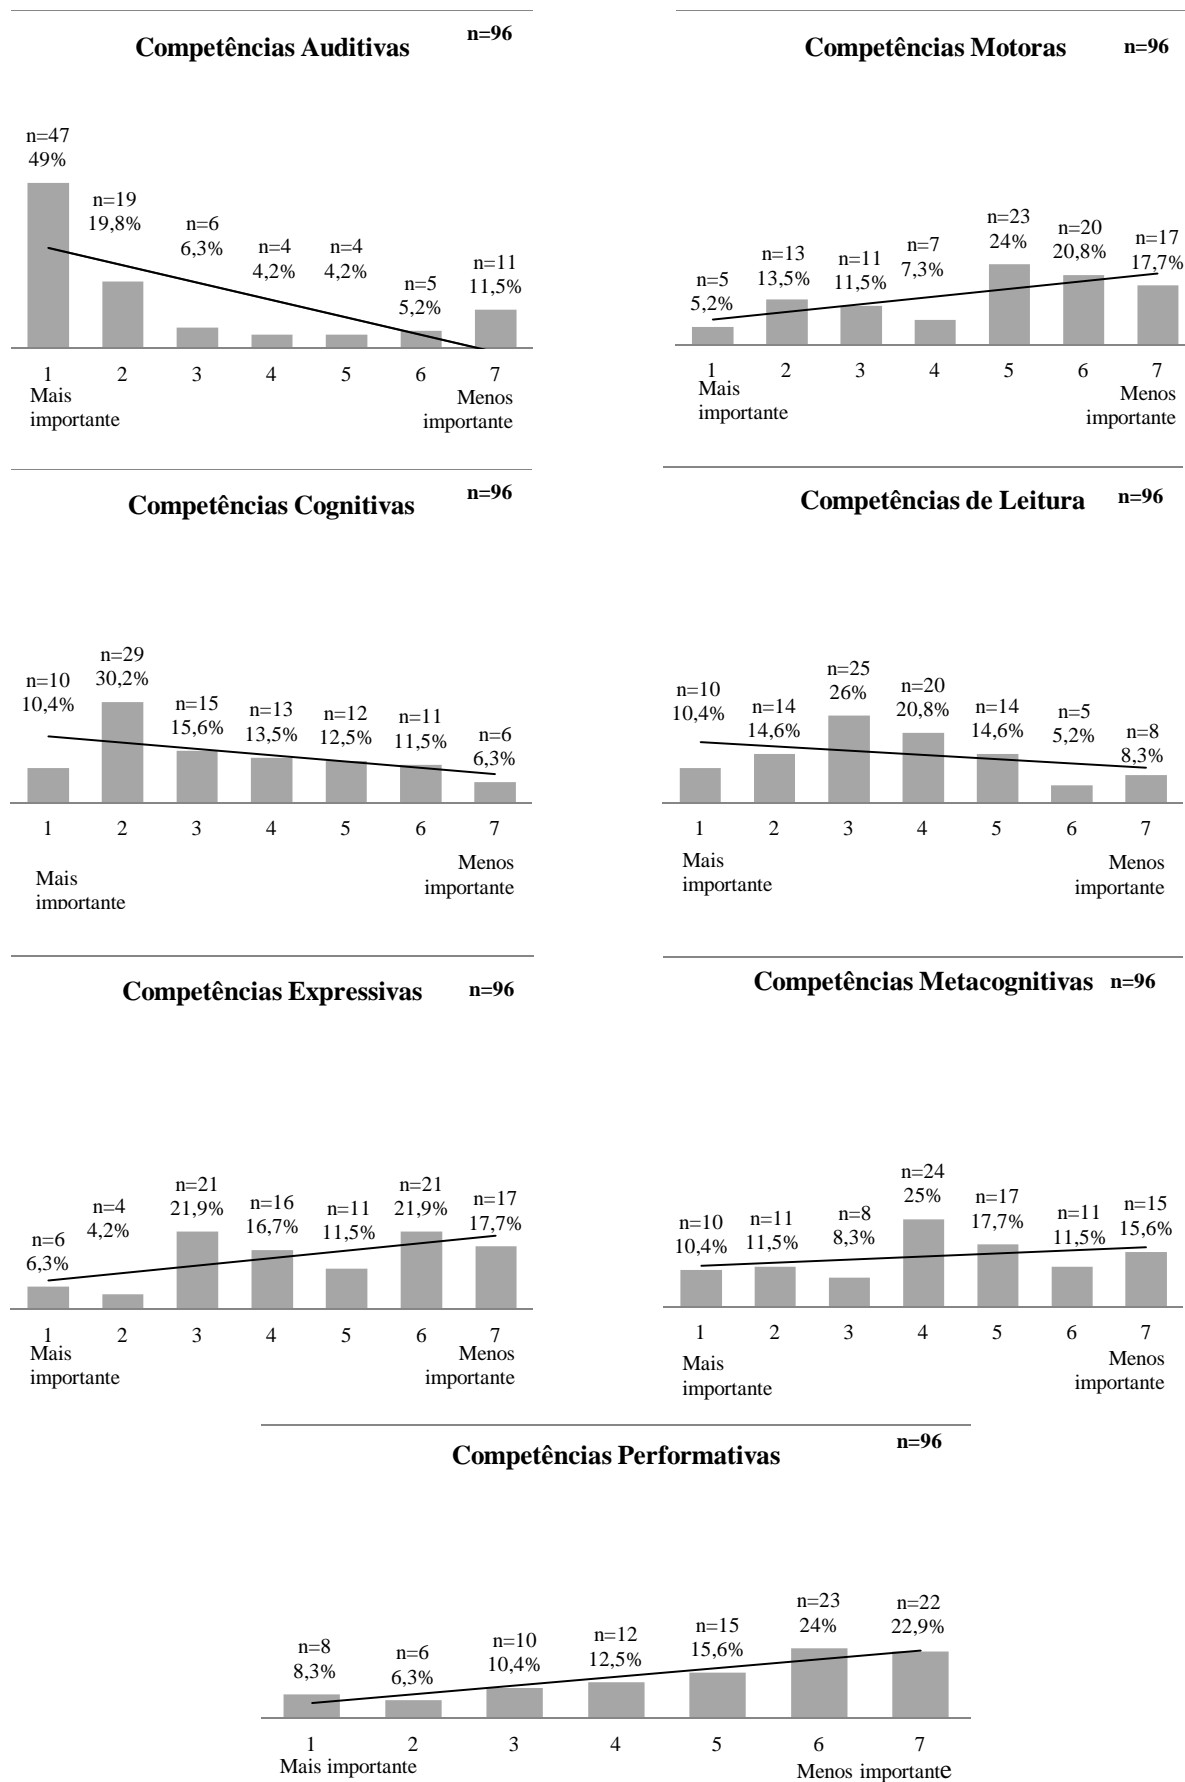 Competências Auditivas n=96
n=47
49%
n=19
19,8%
n=6
6,3%
n=4
4,2%
n=4
4,2%
n=5
5,2%
n=11
11,5%
1 2 3 4 5 6 7
Mais
importante
Menos
importante
Competências Motoras n=96
n=5
5,2%
n=13
13,5%
n=11
11,5%
n=7
7,3%
n=23
24%
n=20
20,8%
n=17
17,7%
1 2 3 4 5 6 7
Mais
importante
Menos
importante
Competências Cognitivas n=96
n=10
10,4%
n=29
30,2%
n=15
15,6%
n=13
13,5%
n=12
12,5%
n=11
11,5%
n=6
6,3%
1 2 3 4 5 6 7
Mais
importante
Menos
importante
Competências de Leitura n=96
n=10
10,4%
n=14
14,6%
n=25
26%
n=20
20,8%
n=14
14,6%
n=5
5,2%
n=8
8,3%
1 2 3 4 5 6 7
Mais
importante
Menos
importante
Competências Expressivas n=96
n=6
6,3%
n=4
4,2%
n=21
21,9%
n=16
16,7%
n=11
11,5%
n=21
21,9%
n=17
17,7%
1 2 3 4 5 6 7
Mais
importante
Menos
importante
Competências Metacognitivas n=96
n=10
10,4%
n=11
11,5%
n=8
8,3%
n=24
25%
n=17
17,7%
n=11
11,5%
n=15
15,6%
1 2 3 4 5 6 7
Mais
importante
Menos
importante
Competências Performativas n=96
n=8
8,3%
n=6
6,3%
n=10
10,4%
n=12
12,5%
n=15
15,6%
n=23
24%
n=22
22,9%
1 2 3 4 5 6 7
Mais importante
Menos importante